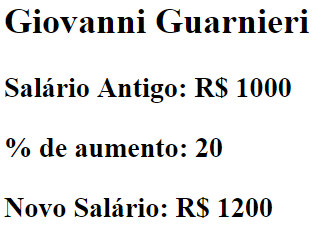 Giovanni Guarnieri
Salário Antigo: R$ 1000
% de aumento: 20
Novo Salário: R$ 1200